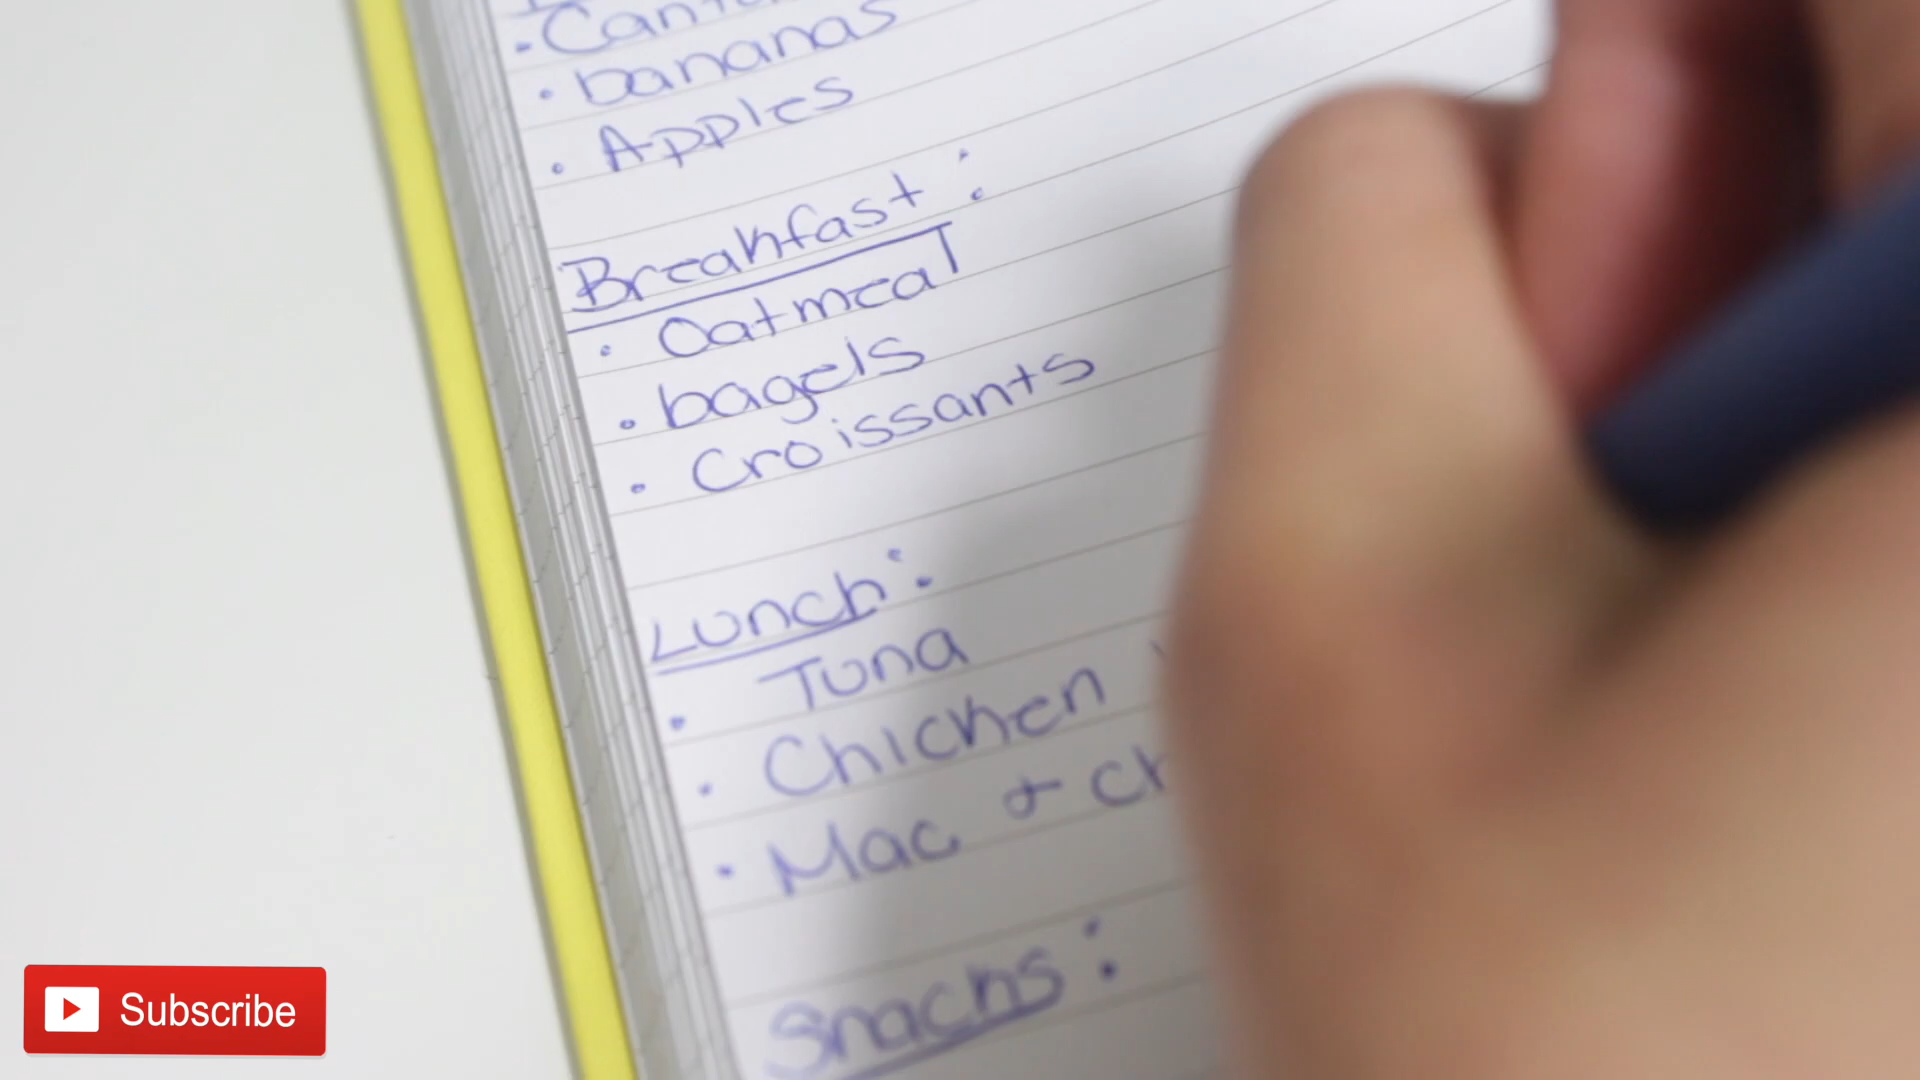 • bananas
• Apples
Breakfast:
• Oatmeal
• bagels
• Croissants
Lunch:
• Tuna
• Chicken
• Mac &
Snacks:
Subscribe